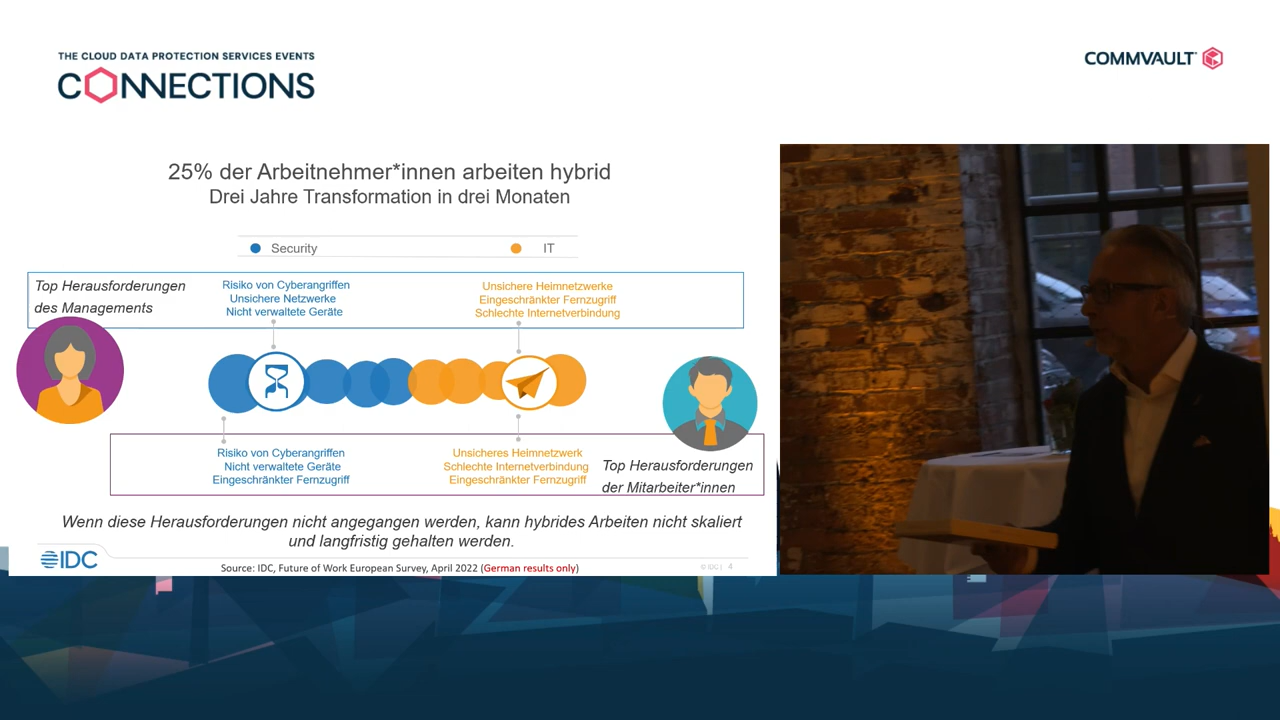 THE CLOUD DATA PROTECTION SERVICES EVENTS
CONNECTIONS
COMMVAULT
25% der Arbeitnehmer*innen arbeiten hybrid
Drei Jahre Transformation in drei Monaten
Security
IT
Top Herausforderungen
des Managements
Risiko von Cyberangriffen
Unsichere Netzwerke
Nicht verwaltete Geräte
Unsichere Heimnetzwerke
Eingeschränkter Fernzugriff
Schlechte Internetverbindung
Risiko von Cyberangriffen
Nicht verwaltete Geräte
Eingeschränkter Fernzugriff
Unsicheres Heimnetzwerk
Schlechte Internetverbindung
Eingeschränkter Fernzugriff
Top Herausforderungen
der Mitarbeiter*innen
Wenn diese Herausforderungen nicht angegangen werden, kann hybrides Arbeiten nicht skaliert
und langfristig gehalten werden.
IDC
Source: IDC, Future of Work European Survey, April 2022 (German results only)
© IDC | 4